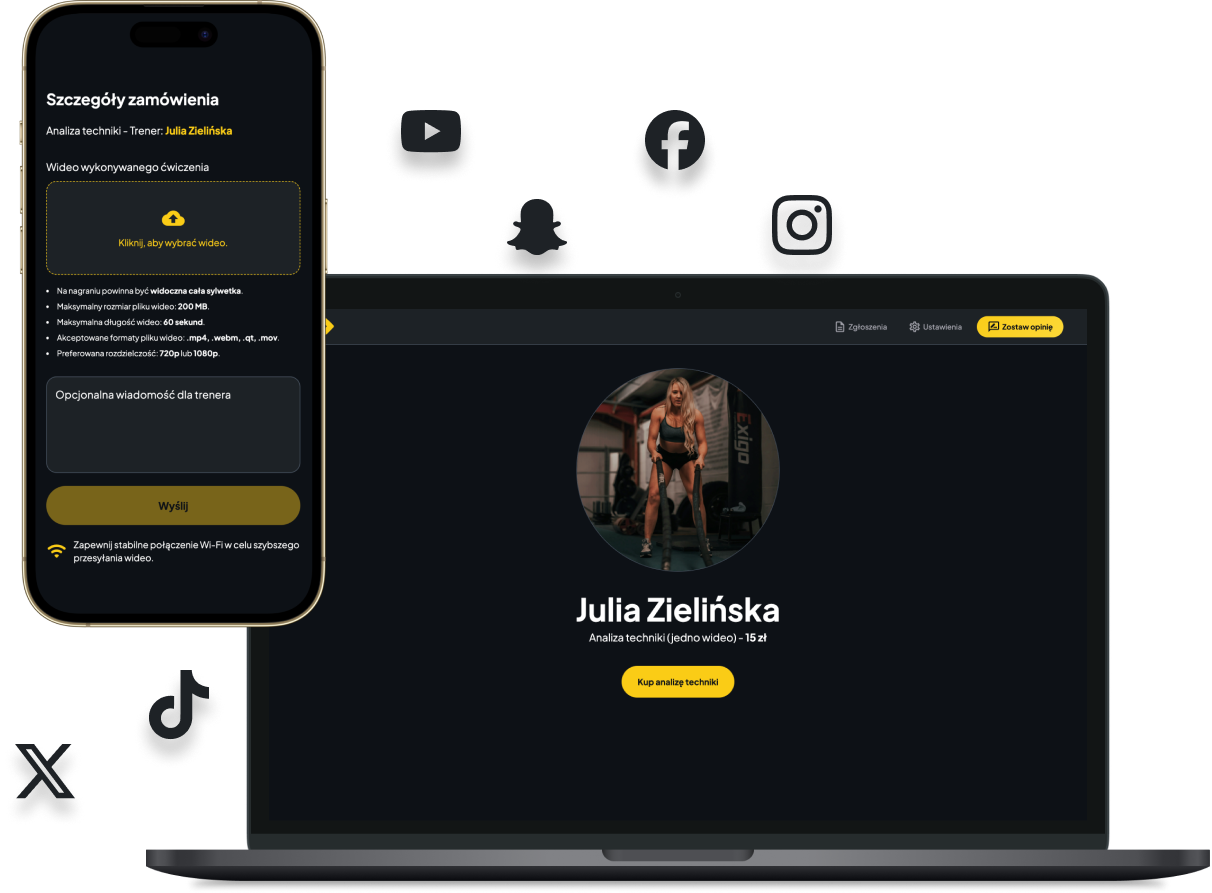 Szczegóły zamówienia
Analiza techniki - Trener: Julia Zielińska
Wideo wykonywanego ćwiczenia
Kliknij, aby wybrać wideo.
• Na nagraniu powinna być widoczna cała sylwetka.
• Maksymalny rozmiar pliku wideo: 200 MB.
• Maksymalna długość wideo: 60 sekund.
• Akceptowane formaty pliku wideo: .mp4, .webm, .qt, .mov.
• Preferowana rozdzielczość: 720p lub 1080p.
Opcjonalna wiadomość dla trenera
Wyślij
Zapewnij stabilne połączenie Wi-Fi w celu szybszego
przesyłania wideo.
Zgłoszenia
Ustawienia
Zostaw opinię
Exigo
Julia Zielińska
Analiza techniki (jedno wideo) - 15 zł
Kup analizę techniki